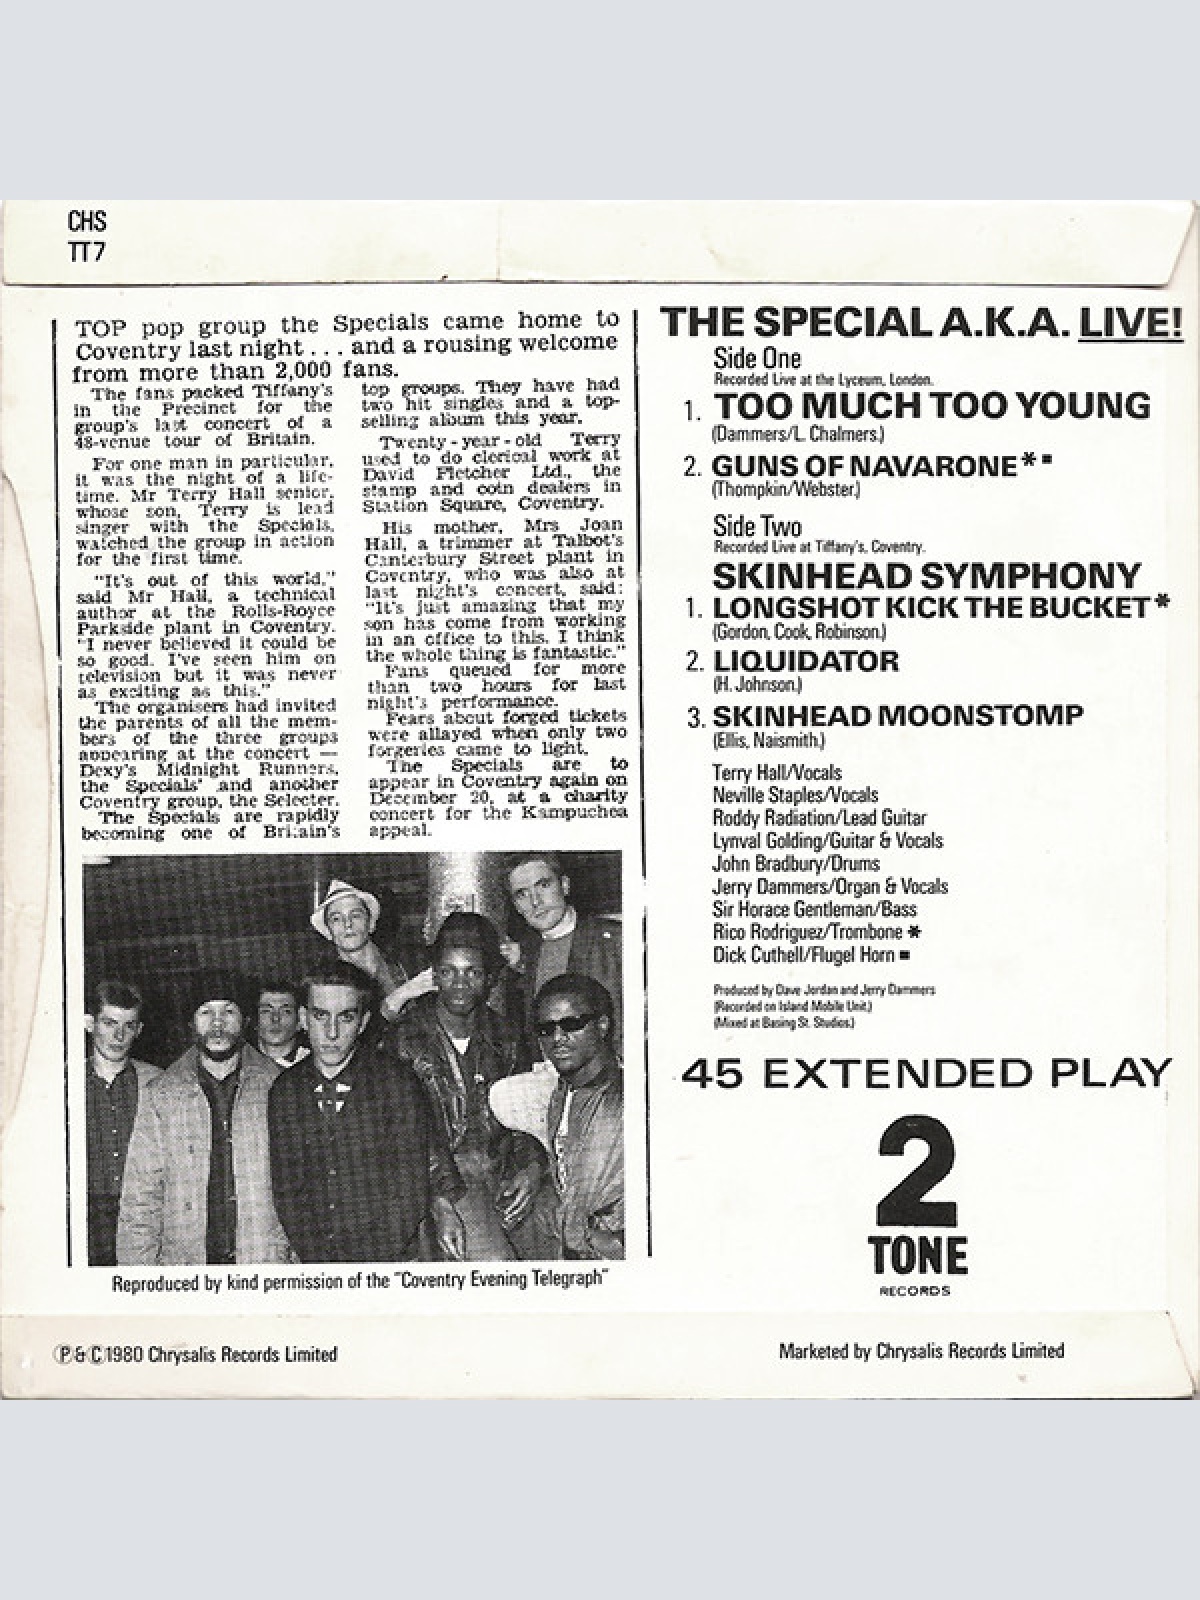 CHS
TT7
TOP pop group the Specials came home to
Coventry last night . . . and a rousing welcome
from more than 2,000 fans.
The fans packed Tiffany's
in the Precinct for the
group's last concert of a
48-venue tour of Britain.
For one man in particular,
it was the night of a life-
time. Mr Terry Hall senior,
whose son, Terry is lead
singer with the Specials,
watched the group in action
for the first time.
"It's out of this world,"
said Mr Hall, a technical
author at the Rolls-Royce
Parkside plant in Coventry.
"I never believed it could be
so good. I've seen him on
television but it was never
as exciting as this."
The organisers had invited
the parents of all the mem-
bers of the three groups
appearing at the concert —
Dexy's Midnight Runners,
the Specials' and another
Coventry group, the Selecter.
The Specials are rapidly
becoming one of Britain's
top groups. They have had
two hit singles and a top-
selling album this year.
Twenty-year-old Terry
used to do clerical work at
David Fletcher Ltd., the
stamp and coin dealers in
Station Square, Coventry.
His mother, Mrs Joan
Hall, a trimmer at Talbot's
Canterbury Street plant in
Coventry, who was also at
last night's concert, said:
"It's just amazing that my
son has come from working
in an office to this. I think
the whole thing is fantastic."
Fans queued for more
than two hours for last
night's performance.
Fears about forged tickets
were allayed when only two
forgeries came to light.
The Specials are to
appear in Coventry again on
December 20, at a charity
concert for the Kampuchea
appeal.
Reproduced by kind permission of the "Coventry Evening Telegraph"
THE SPECIAL A.K.A. LIVE!
Side One
Recorded Live at the Lyceum, London.
1. TOO MUCH TOO YOUNG
(Dammers/L. Chalmers.)
2. GUNS OF NAVARONE*▪
(Thompkin/Webster.)
Side Two
Recorded Live at Tiffany's, Coventry.
SKINHEAD SYMPHONY
1. LONGSHOT KICK THE BUCKET*
(Gordon, Cook, Robinson.)
2. LIQUIDATOR
(H. Johnson.)
3. SKINHEAD MOONSTOMP
(Ellis, Naismith.)
Terry Hall/Vocals
Neville Staples/Vocals
Roddy Radiation/Lead Guitar
Lynval Golding/Guitar & Vocals
John Bradbury/Drums
Jerry Dammers/Organ & Vocals
Sir Horace Gentleman/Bass
Rico Rodriguez/Trombone *
Dick Cuthell/Flugel Horn ▪
Produced by Dave Jordan and Jerry Dammers
(Recorded on Island Mobile Unit.)
(Mixed at Basing St. Studios.)
45 EXTENDED PLAY
2
TONE
RECORDS
Ⓟ & Ⓒ 1980 Chrysalis Records Limited
Marketed by Chrysalis Records Limited